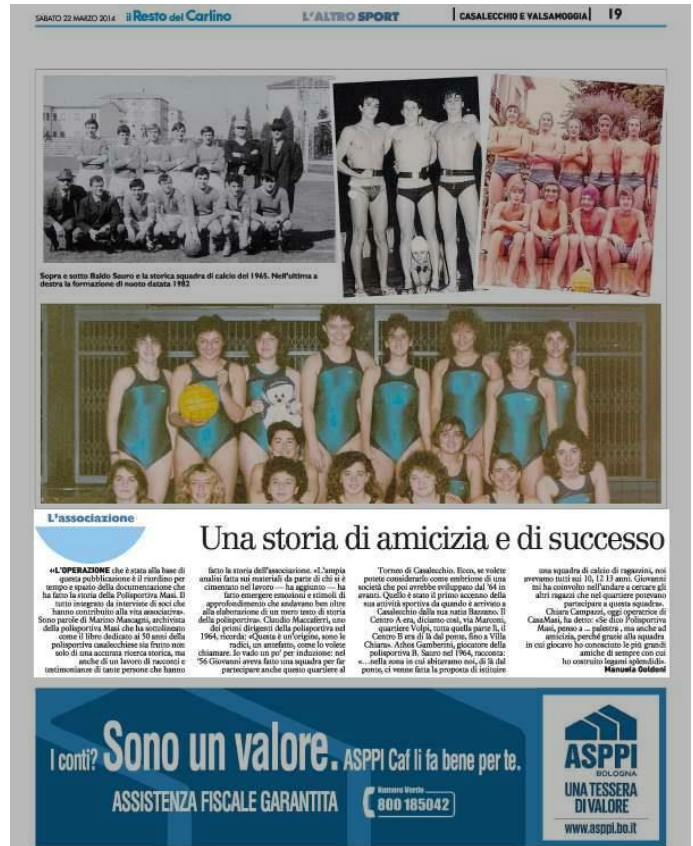 SABATO 22 MARZO 2014 il Resto del Carlino
L'ALTRO SPORT
CASALECCHIO E VALSAMOGGIA 19
Sopra e sotto Baldo Sauro e la storica squadra di calcio del 1965. Nell'ultima a
destra la formazione di nuoto datata 1982
L'associazione
Una storia di amicizia e di successo
«L'OPERAZIONE che è stata alla base di
questa pubblicazione è il riordino per
tempo e spazio della documentazione che
ha fatto la storia della Polisportiva Masi. Il
tutto integrato da interviste di soci che
hanno contribuito alla vita associativa».
Sono parole di Marino Mascagni, archivista
della polisportiva Masi che ha sottolineato
come il libro dedicato ai 50 anni della
polisportiva casalecchiese sia frutto non
solo di una accurata ricerca storica, ma
anche di un lavoro di racconti e
testimonianze di tante persone che hanno
fatto la storia dell'associazione. «L'ampia
analisi fatta sui materiali da parte di chi si è
cimentato nel lavoro — ha aggiunto — ha
fatto emergere emozioni e stimoli di
approfondimento che andavano ben oltre
alla elaborazione di un mero testo di storia
della polisportiva». Claudio Maccaferri, uno
dei primi dirigenti della polisportiva nel
1964, ricorda: «Questa è un'origine, sono le
radici, un antefatto, come lo volete
chiamare. Io vado un po' per induzione: nel
'56 Giovanni aveva fatto una squadra per far
partecipare anche questo quartiere al
Torneo di Casalecchio. Ecco, se volete
potete considerarlo come embrione di una
società che poi avrebbe sviluppato dal '64 in
avanti. Quello è stato il primo accenno della
sua attività sportiva da quando è arrivato a
Casalecchio dalla sua natia Bazzano. Il
Centro A era, diciamo così, via Marconi,
quartiere Volpi, tutta quella parte lì, il
Centro B era di là dal ponte, fino a Villa
Chiara». Athos Gamberini, giocatore della
polisportiva B. Sauro nel 1964, racconta:
«...nella zona in cui abitavamo noi, di là dal
ponte, ci venne fatta la proposta di istituire
una squadra di calcio di ragazzini, noi
avevamo tutti sui 10, 12 13 anni. Giovanni
mi ha coinvolto nell'andare a cercare gli
altri ragazzi che nel quartiere potevano
partecipare a questa squadra».
Chiara Campazzi, oggi operatrice di
CasaMasi, ha detto: «Se dico Polisportiva
Masi, penso a ... palestra, ma anche ad
amicizia, perché grazie alla squadra
in cui giocavo ho conosciuto le più grandi
amiche di sempre con cui
ho costruito legami splendidi».
Manuela Goldoni
I conti? Sono un valore. ASPPI Caf li fa bene per te.
ASSISTENZA FISCALE GARANTITA
Numero Verde
800 185042
ASPPI
BOLOGNA
UNA TESSERA
DI VALORE
www.asppi.bo.it